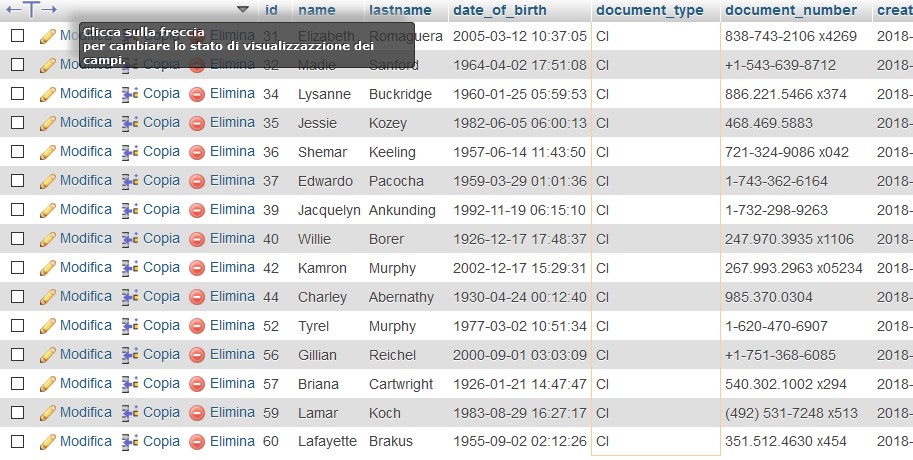 id name lastname date_of_birth document_type document_number creat
Clicca sulla freccia
per cambiare lo stato di visualizzazzione dei
campi.
Modifica 31 Elizabeth Romaguera 2005-03-12 10:37:05 CI 838-743-2106 x4269 2018-
Modifica Copia Elimina 32 Madie Sanford 1964-04-02 17:51:08 CI +1-543-639-8712 2018-
Modifica Copia Elimina 34 Lysanne Buckridge 1960-01-25 05:59:53 CI 886.221.5466 x374 2018-
Modifica Copia Elimina 35 Jessie Kozey 1982-06-05 06:00:13 CI 468.469.5883 2018-
Modifica Copia Elimina 36 Shemar Keeling 1957-06-14 11:43:50 CI 721-324-9086 x042 2018-
Modifica Copia Elimina 37 Edwardo Pacocha 1959-03-29 01:01:36 CI 1-743-362-6164 2018-
Modifica Copia Elimina 39 Jacquelyn Ankunding 1992-11-19 06:15:10 CI 1-732-298-9263 2018-
Modifica Copia Elimina 40 Willie Borer 1926-12-17 17:48:37 CI 247.970.3935 x1106 2018-
Modifica Copia Elimina 42 Kamron Murphy 2002-12-17 15:29:31 CI 267.993.2963 x05234 2018-
Modifica Copia Elimina 44 Charley Abernathy 1930-04-24 00:12:40 CI 985.370.0304 2018-
Modifica Copia Elimina 52 Tyrel Murphy 1977-03-02 10:51:34 CI 1-620-470-6907 2018-
Modifica Copia Elimina 56 Gillian Reichel 2000-09-01 03:03:09 CI +1-751-368-6085 2018-
Modifica Copia Elimina 57 Briana Cartwright 1926-01-21 14:47:47 CI 540.302.1002 x294 2018-
Modifica Copia Elimina 59 Lamar Koch 1983-08-29 16:27:17 CI (492) 531-7248 x513 2018-
Modifica Copia Elimina 60 Lafayette Brakus 1955-09-02 02:12:26 CI 351.512.4630 x454 2018-